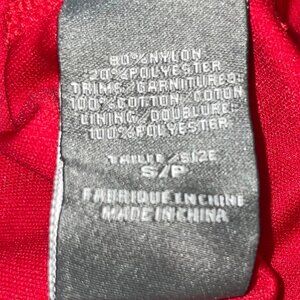 80% NYLON
20% POLYESTER
TRIMS GARNITURES:
100% COTTON COTON
LINING/DOUBLURE:
100% POLYESTER
TAILLE/SIZE
S/P
FABRIQUE EN CHINE
MADE IN CHINA